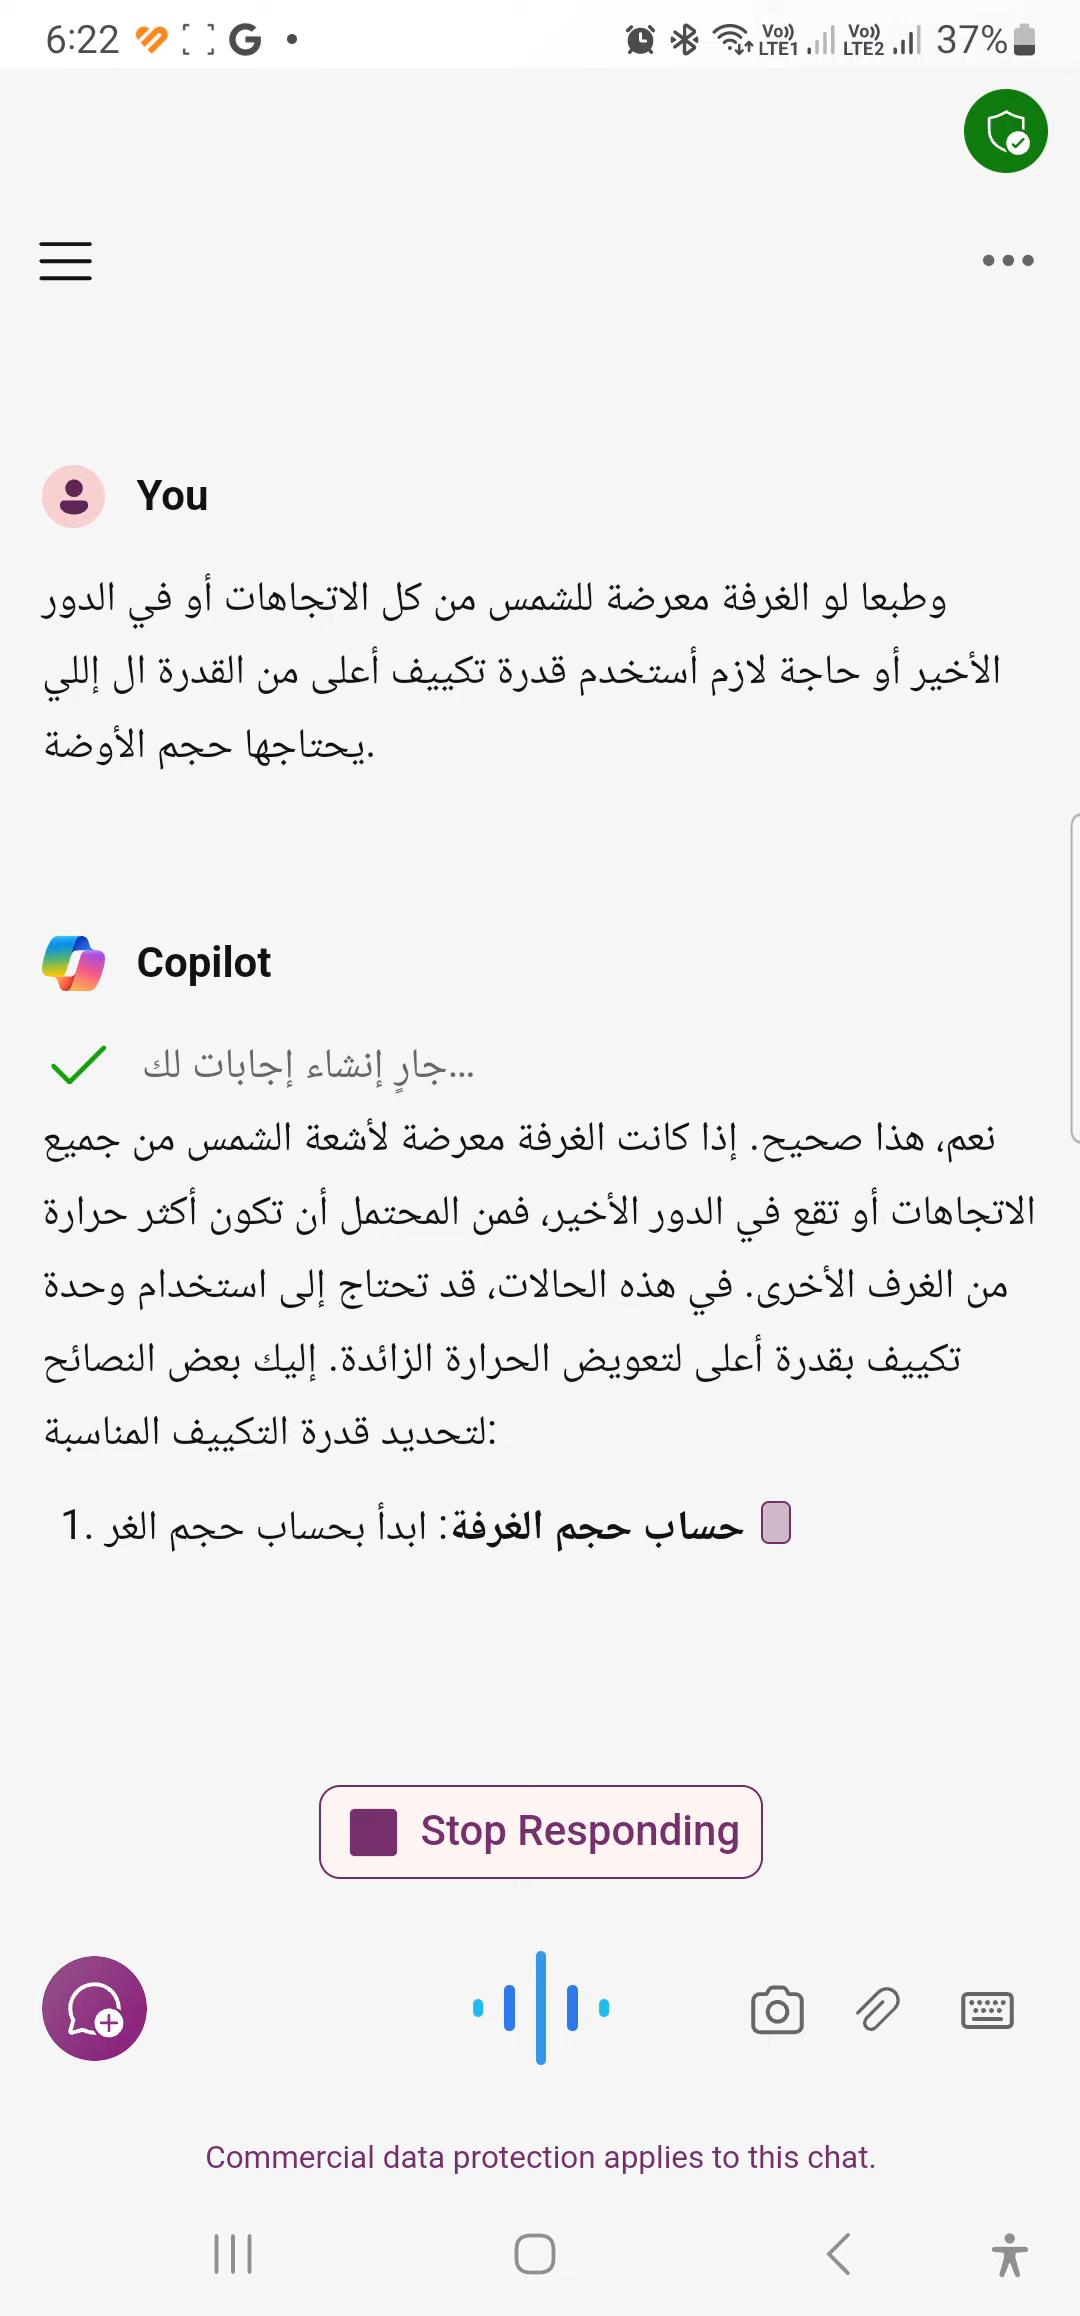 6:22
Vo))
LTE1
Vo))
LTE2
37%
You
وطبعا لو الغرفة معرضة للشمس من كل الاتجاهات أو في الدور
الأخير أو حاجة لازم أستخدم قدرة تكييف أعلى من القدرة ال إللي
يحتاجها حجم الأوضة.
Copilot
جارٍ إنشاء إجابات لك...
نعم، هذا صحيح. إذا كانت الغرفة معرضة لأشعة الشمس من جميع
الاتجاهات أو تقع في الدور الأخير، فمن المحتمل أن تكون أكثر حرارة
من الغرف الأخرى. في هذه الحالات، قد تحتاج إلى استخدام وحدة
تكييف بقدرة أعلى لتعويض الحرارة الزائدة. إليك بعض النصائح
لتحديد قدرة التكييف المناسبة:
1. حساب حجم الغرفة: ابدأ بحساب حجم الغر
Stop Responding
Commercial data protection applies to this chat.